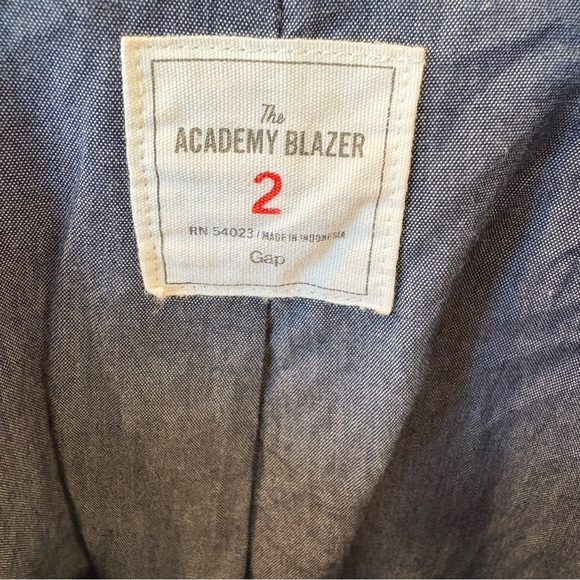 The
ACADEMY BLAZER
2
RN 54023 / MADE IN INDONESIA
Gap